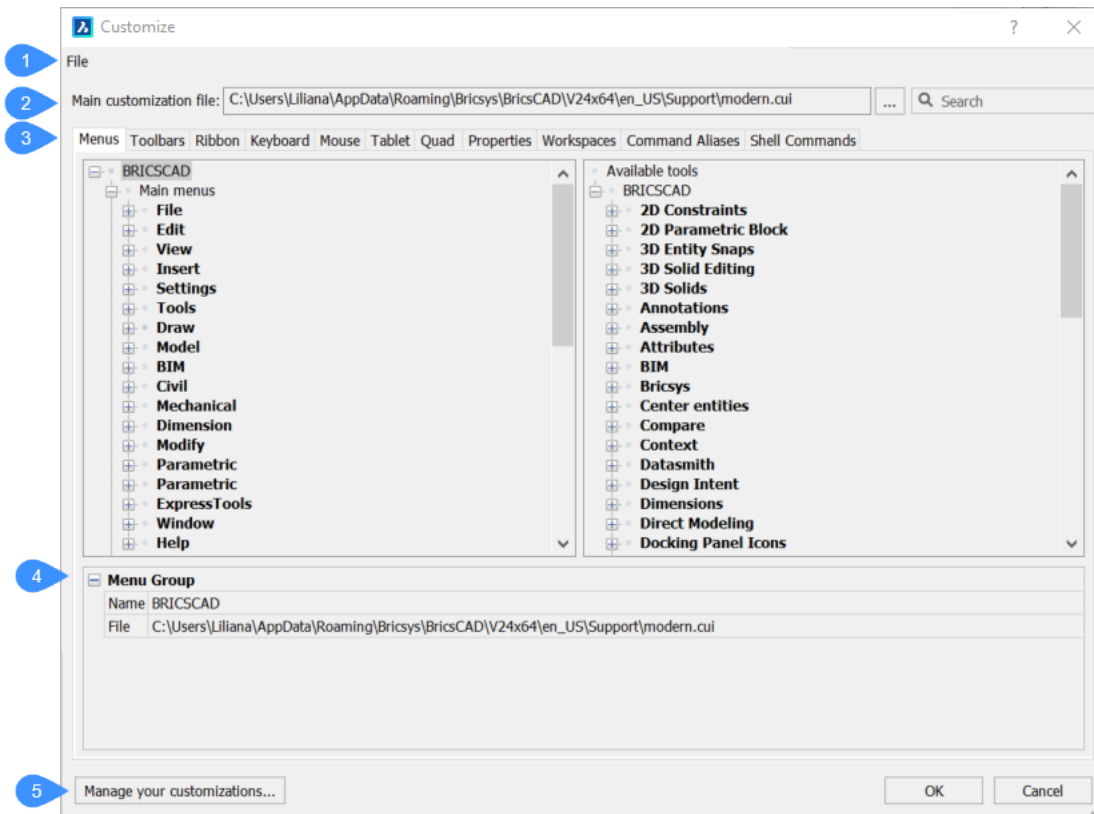 Customize
1
File
2
Main customization file: C:\Users\Liliana\AppData\Roaming\Bricsys\BricsCAD\V24x64\en_US\Support\modern.cui ... Search
3
Menus Toolbars Ribbon Keyboard Mouse Tablet Quad Properties Workspaces Command Aliases Shell Commands
BRICSCAD
Main menus
File
Edit
View
Insert
Settings
Tools
Draw
Model
BIM
Civil
Mechanical
Dimension
Modify
Parametric
Parametric
ExpressTools
Window
Help
Available tools
BRICSCAD
2D Constraints
2D Parametric Block
3D Entity Snaps
3D Solid Editing
3D Solids
Annotations
Assembly
Attributes
BIM
Bricsys
Center entities
Compare
Context
Datasmith
Design Intent
Dimensions
Direct Modeling
Docking Panel Icons
4
Menu Group
Name BRICSCAD
File C:\Users\Liliana\AppData\Roaming\Bricsys\BricsCAD\V24x64\en_US\Support\modern.cui
5
Manage your customizations... OK Cancel